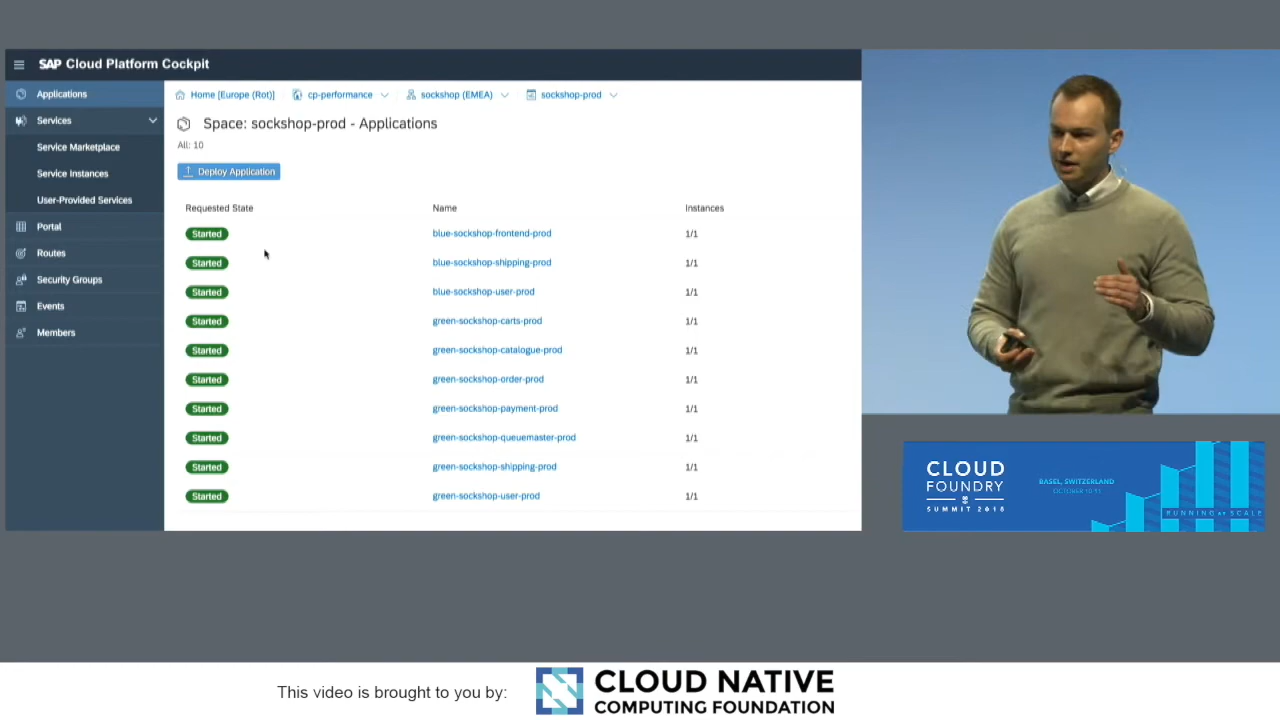 SAP Cloud Platform Cockpit
Applications
Services
Service Marketplace
Service Instances
User-Provided Services
Portal
Routes
Security Groups
Events
Members
Home [Europe (Rot)]
cp-performance
sockshop (EMEA)
sockshop-prod
Space: sockshop-prod - Applications
All: 10
Deploy Application
Requested State Name Instances
Started blue-sockshop-frontend-prod 1/1
Started blue-sockshop-shipping-prod 1/1
Started blue-sockshop-user-prod 1/1
Started green-sockshop-carts-prod 1/1
Started green-sockshop-catalogue-prod 1/1
Started green-sockshop-order-prod 1/1
Started green-sockshop-payment-prod 1/1
Started green-sockshop-queuemaster-prod 1/1
Started green-sockshop-shipping-prod 1/1
Started green-sockshop-user-prod 1/1
CLOUD
FOUNDRY
SUMMIT 2018
BASEL, SWITZERLAND
OCTOBER 10-11
RUNNING AT SCALE
This video is brought to you by:
CLOUD NATIVE
COMPUTING FOUNDATION